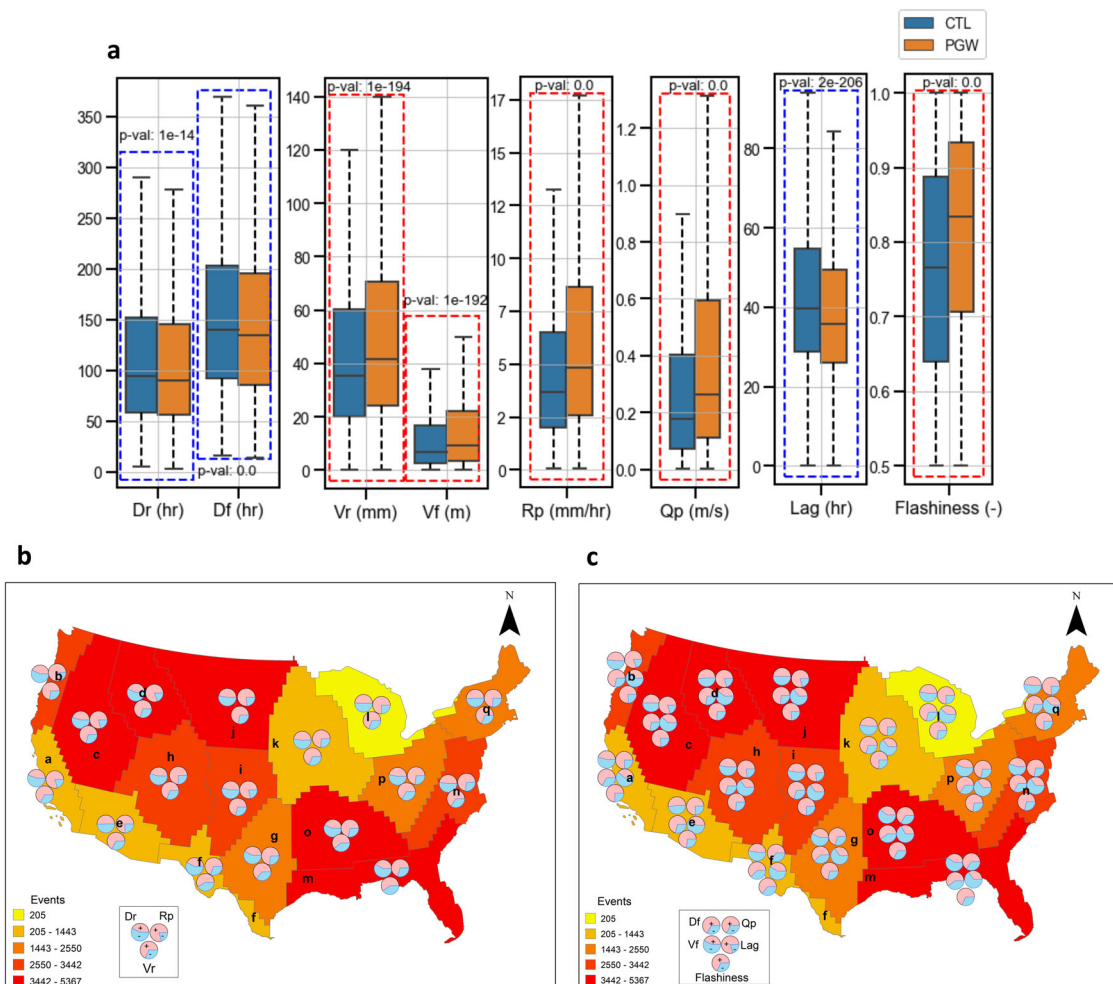 a
CTL
PGW
p-val: 1e-14
p-val: 0.0
350
300
250
200
150
100
50
0
Dr (hr)
Df (hr)
p-val: 1e-194
p-val: 1e-192
140
120
100
80
60
40
20
0
Vr (mm)
Vf (m)
p-val: 0.0
17
15
12
10
7
5
2
0
Rp (mm/hr)
p-val: 0.0
1.2
1.0
0.8
0.6
0.4
0.2
0.0
Qp (m/s)
p-val: 2e-206
80
60
40
20
0
Lag (hr)
p-val: 0.0
1.0
0.9
0.8
0.7
0.6
0.5
Flashiness (-)
b
N
b
d
j
l
q
c
a
k
h
i
p
n
e
g
o
f
m
f
Events
205
205 - 1443
1443 - 2550
2550 - 3442
3442 - 5367
Dr
Rp
+
-
+
-
+
-
Vr
c
N
b
d
j
l
q
c
a
k
h
i
p
n
e
g
o
f
m
f
Events
205
205 - 1443
1443 - 2550
2550 - 3442
3442 - 5367
Df
Qp
+
-
+
-
Vf
Lag
+
-
+
-
+
-
Flashiness